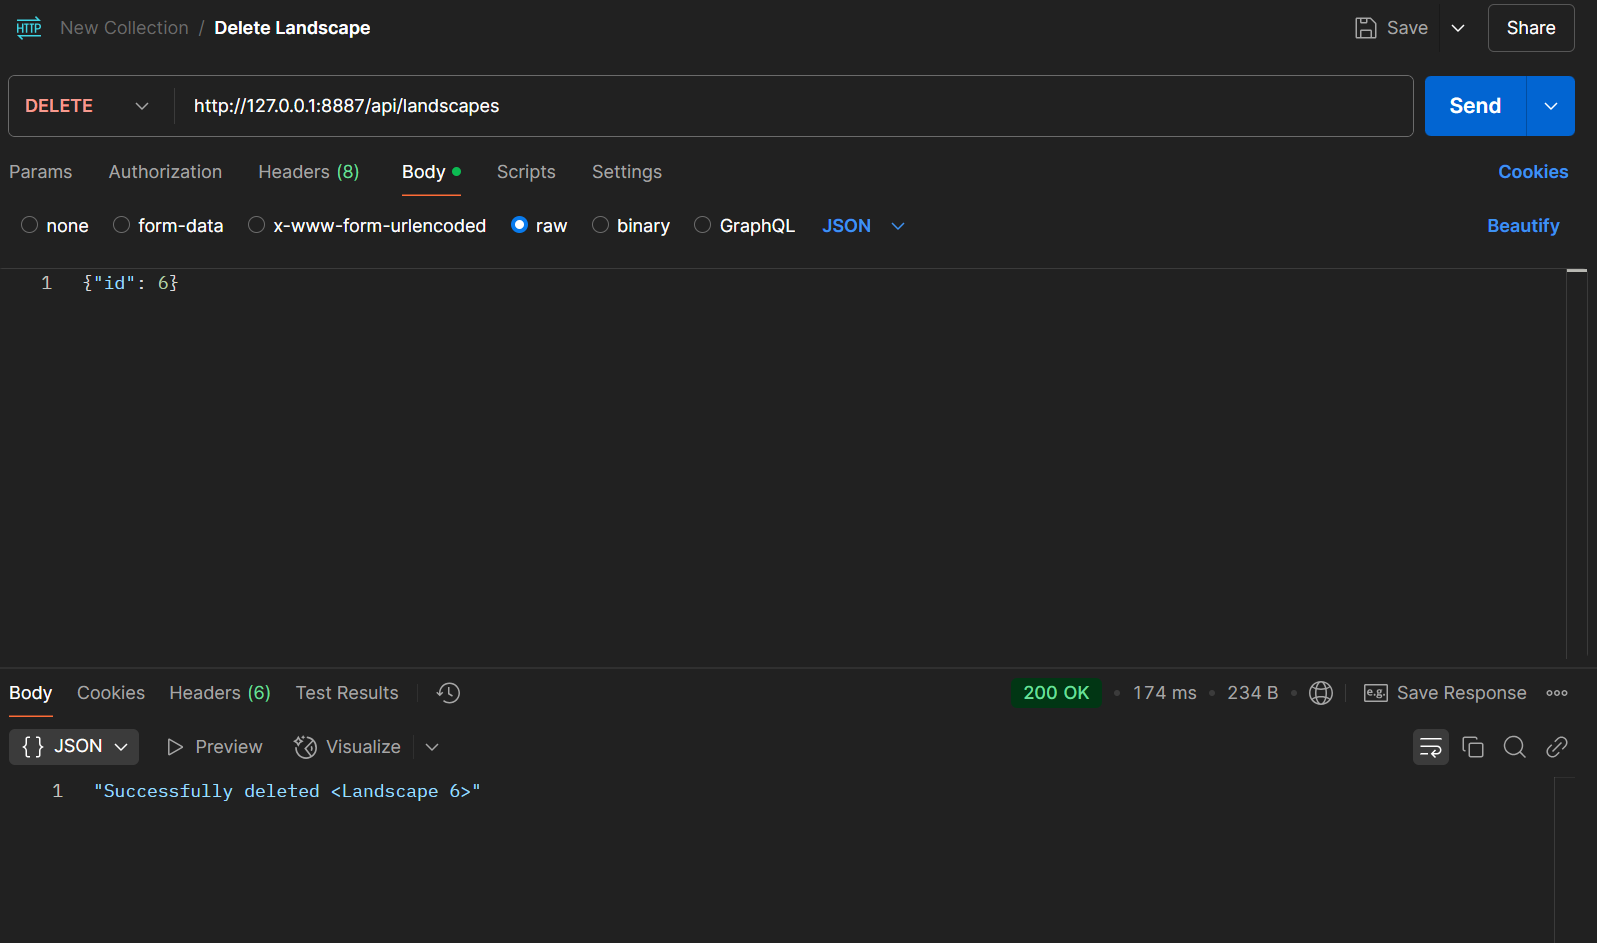 HTTP New Collection / Delete Landscape Save Share
DELETE http://127.0.0.1:8887/api/landscapes Send
Params Authorization Headers (8) Body Scripts Settings Cookies
none form-data x-www-form-urlencoded raw binary GraphQL JSON Beautify
1 {"id": 6}
Body Cookies Headers (6) Test Results 200 OK • 174 ms • 234 B • e.g. Save Response
{} JSON Preview Visualize
1 "Successfully deleted <Landscape 6>"